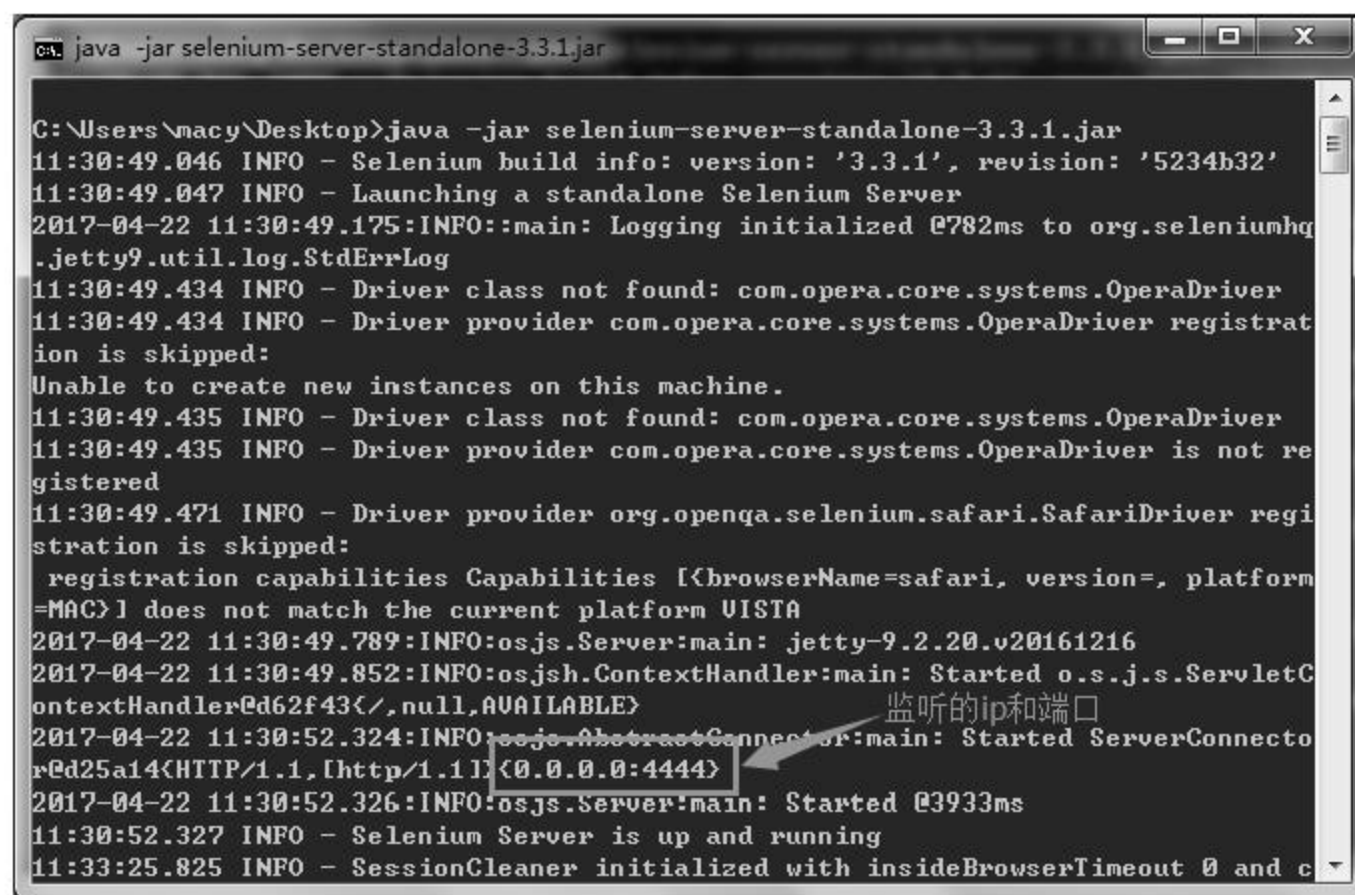 java -jar selenium-server-standalone-3.3.1.jar
C:\Users\macy\Desktop>java -jar selenium-server-standalone-3.3.1.jar
11:30:49.046 INFO - Selenium build info: version: '3.3.1', revision: '5234b32'
11:30:49.047 INFO - Launching a standalone Selenium Server
2017-04-22 11:30:49.175:INFO::main: Logging initialized @782ms to org.seleniumhq
.jetty9.util.log.StdErrLog
11:30:49.434 INFO - Driver class not found: com.opera.core.systems.OperaDriver
11:30:49.434 INFO - Driver provider com.opera.core.systems.OperaDriver registrat
ion is skipped:
Unable to create new instances on this machine.
11:30:49.435 INFO - Driver class not found: com.opera.core.systems.OperaDriver
11:30:49.435 INFO - Driver provider com.opera.core.systems.OperaDriver is not re
gistered
11:30:49.471 INFO - Driver provider org.openqa.selenium.safari.SafariDriver regi
stration is skipped:
 registration capabilities Capabilities [{browserName=safari, version=, platform
=MAC}] does not match the current platform VISTA
2017-04-22 11:30:49.789:INFO:osjs.Server:main: jetty-9.2.20.v20161216
2017-04-22 11:30:49.852:INFO:osjsh.ContextHandler:main: Started o.s.j.s.ServletC
ontextHandler@d62f43{/,null,AVAILABLE}
监听的ip和端口
2017-04-22 11:30:52.324:INFO:osjs.AbstractConnector:main: Started ServerConnecto
r@d25a14{HTTP/1.1,[http/1.1]}{0.0.0.0:4444}
2017-04-22 11:30:52.326:INFO:osjs.Server:main: Started @3933ms
11:30:52.327 INFO - Selenium Server is up and running
11:33:25.825 INFO - SessionCleaner initialized with insideBrowserTimeout 0 and c